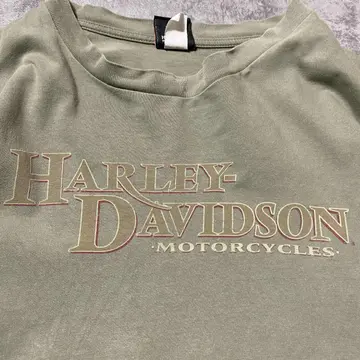 HARLEY-
DAVIDSON
·MOTORCYCLES·